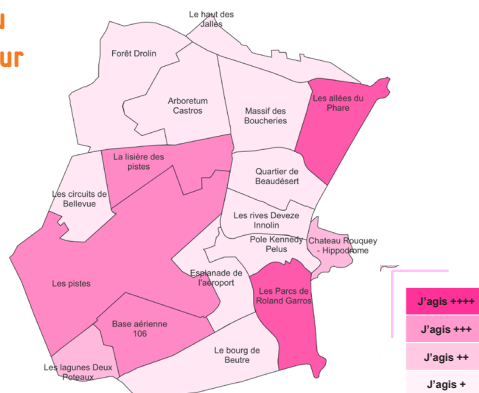 u
ur
Le haut des
Jalles
Forêt Drolin
Arboretum
Castros
Massif des
Boucheries
Les allées du
Phare
La lisière des
pistes
Quartier de
Beaudésert
Les circuits de
Bellevue
Les rives Deveze
Innolin
Pole Kennedy
Pelus
Chateau Rouquey
- Hippodrome
Les pistes
Esplanade de
l'aéroport
Les Parcs de
Roland Garros
Base aérienne
106
Le bourg de
Beutre
Les lagunes Deux
Poteaux
J'agis ++++
J'agis +++
J'agis ++
J'agis +